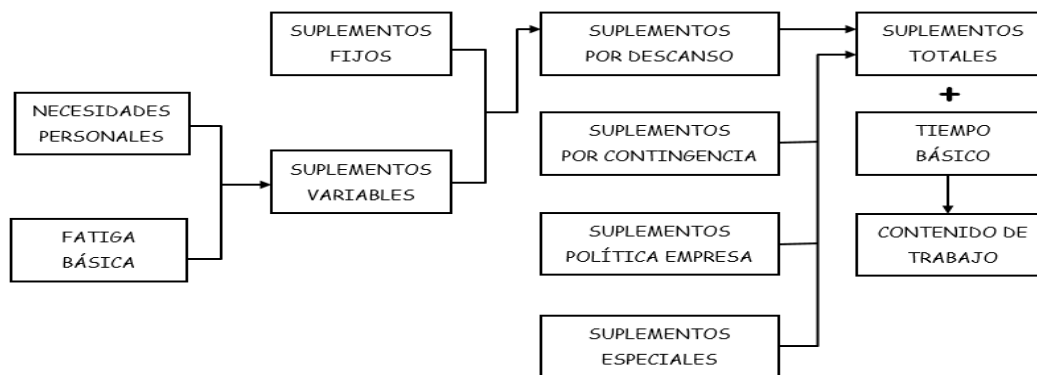 SUPLEMENTOS
FIJOS
SUPLEMENTOS
POR DESCANSO
SUPLEMENTOS
TOTALES
+
NECESIDADES
PERSONALES
SUPLEMENTOS
POR CONTINGENCIA
TIEMPO
BÁSICO
SUPLEMENTOS
VARIABLES
FATIGA
BÁSICA
SUPLEMENTOS
POLÍTICA EMPRESA
CONTENIDO DE
TRABAJO
SUPLEMENTOS
ESPECIALES